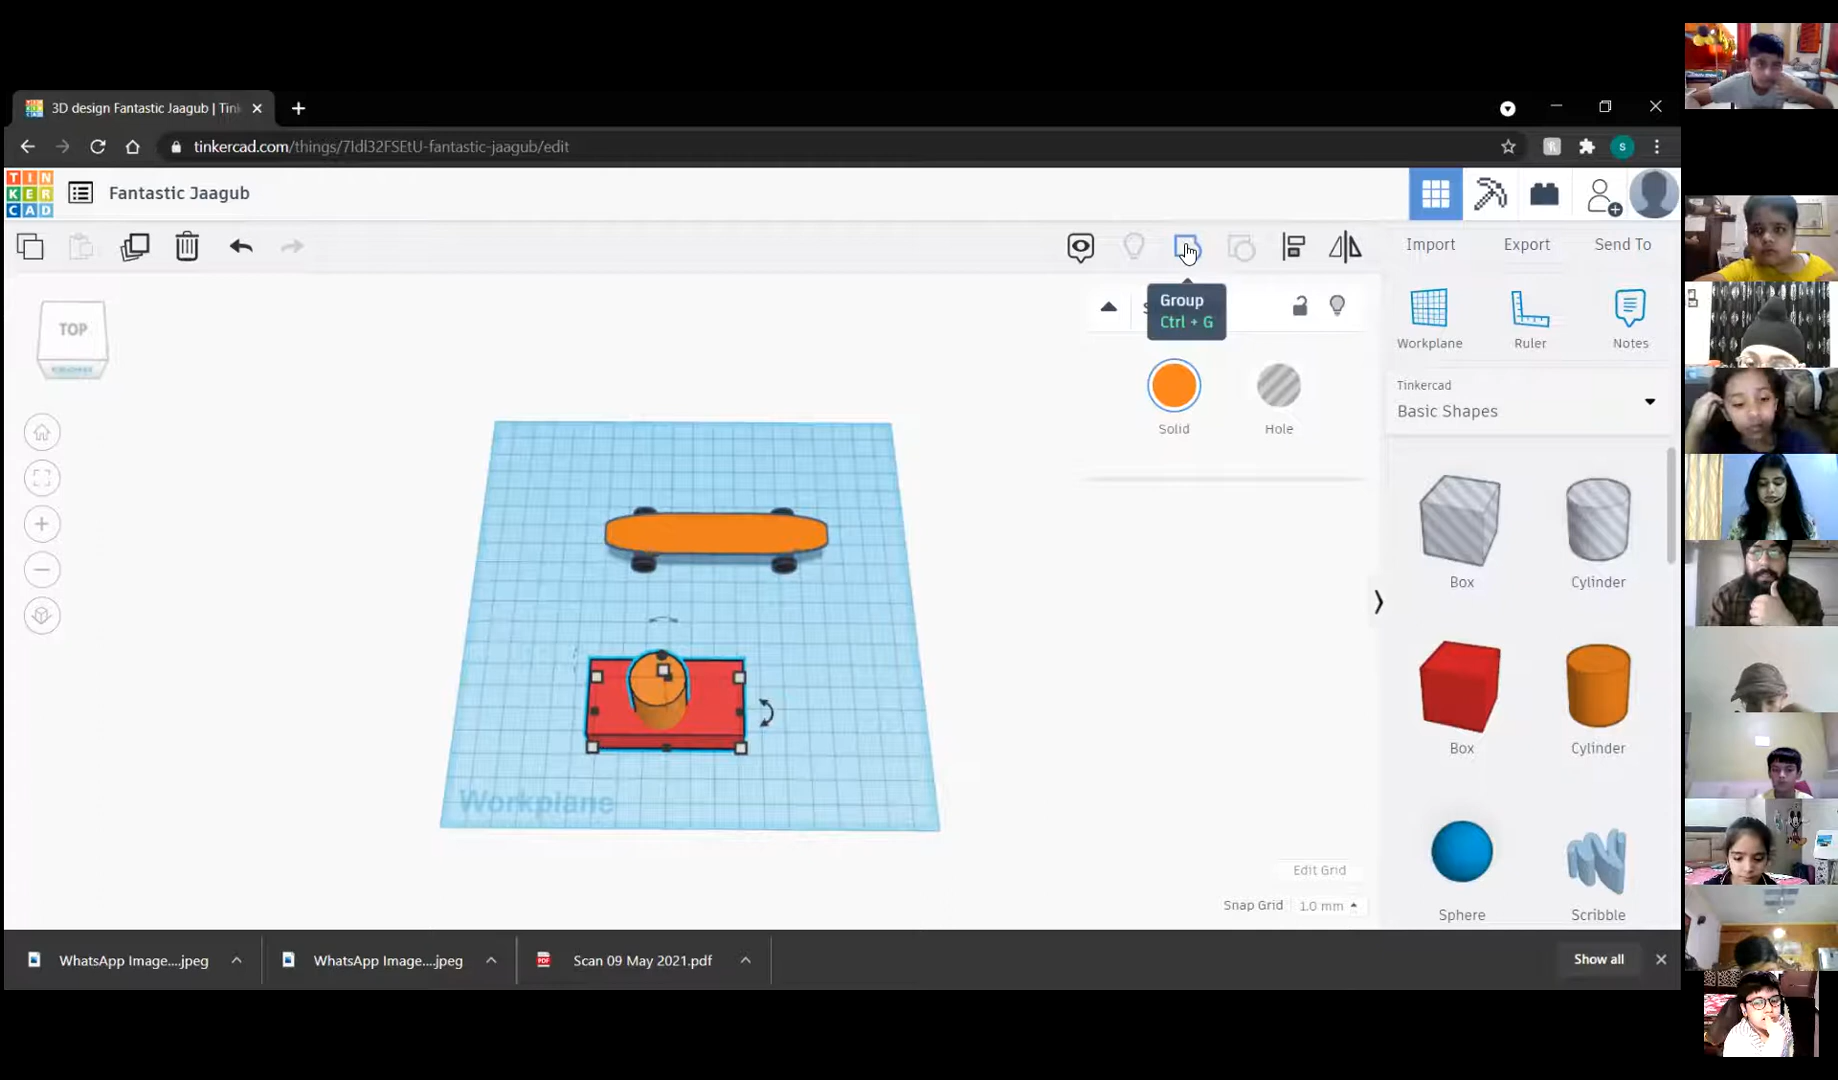 3D design Fantastic Jaagub | Tink
tinkercad.com/things/7Idl32FSEtU-fantastic-jaagub/edit
S
TIN
KER
CAD
Fantastic Jaagub
Import
Export
Send To
Group
Ctrl + G
TOP
Workplane
Ruler
Notes
Solid
Hole
Tinkercad
Basic Shapes
Box
Cylinder
Box
Cylinder
Workplane
Edit Grid
Snap Grid
1.0 mm
Sphere
Scribble
WhatsApp Image....jpeg
WhatsApp Image....jpeg
PDF
Scan 09 May 2021.pdf
Show all